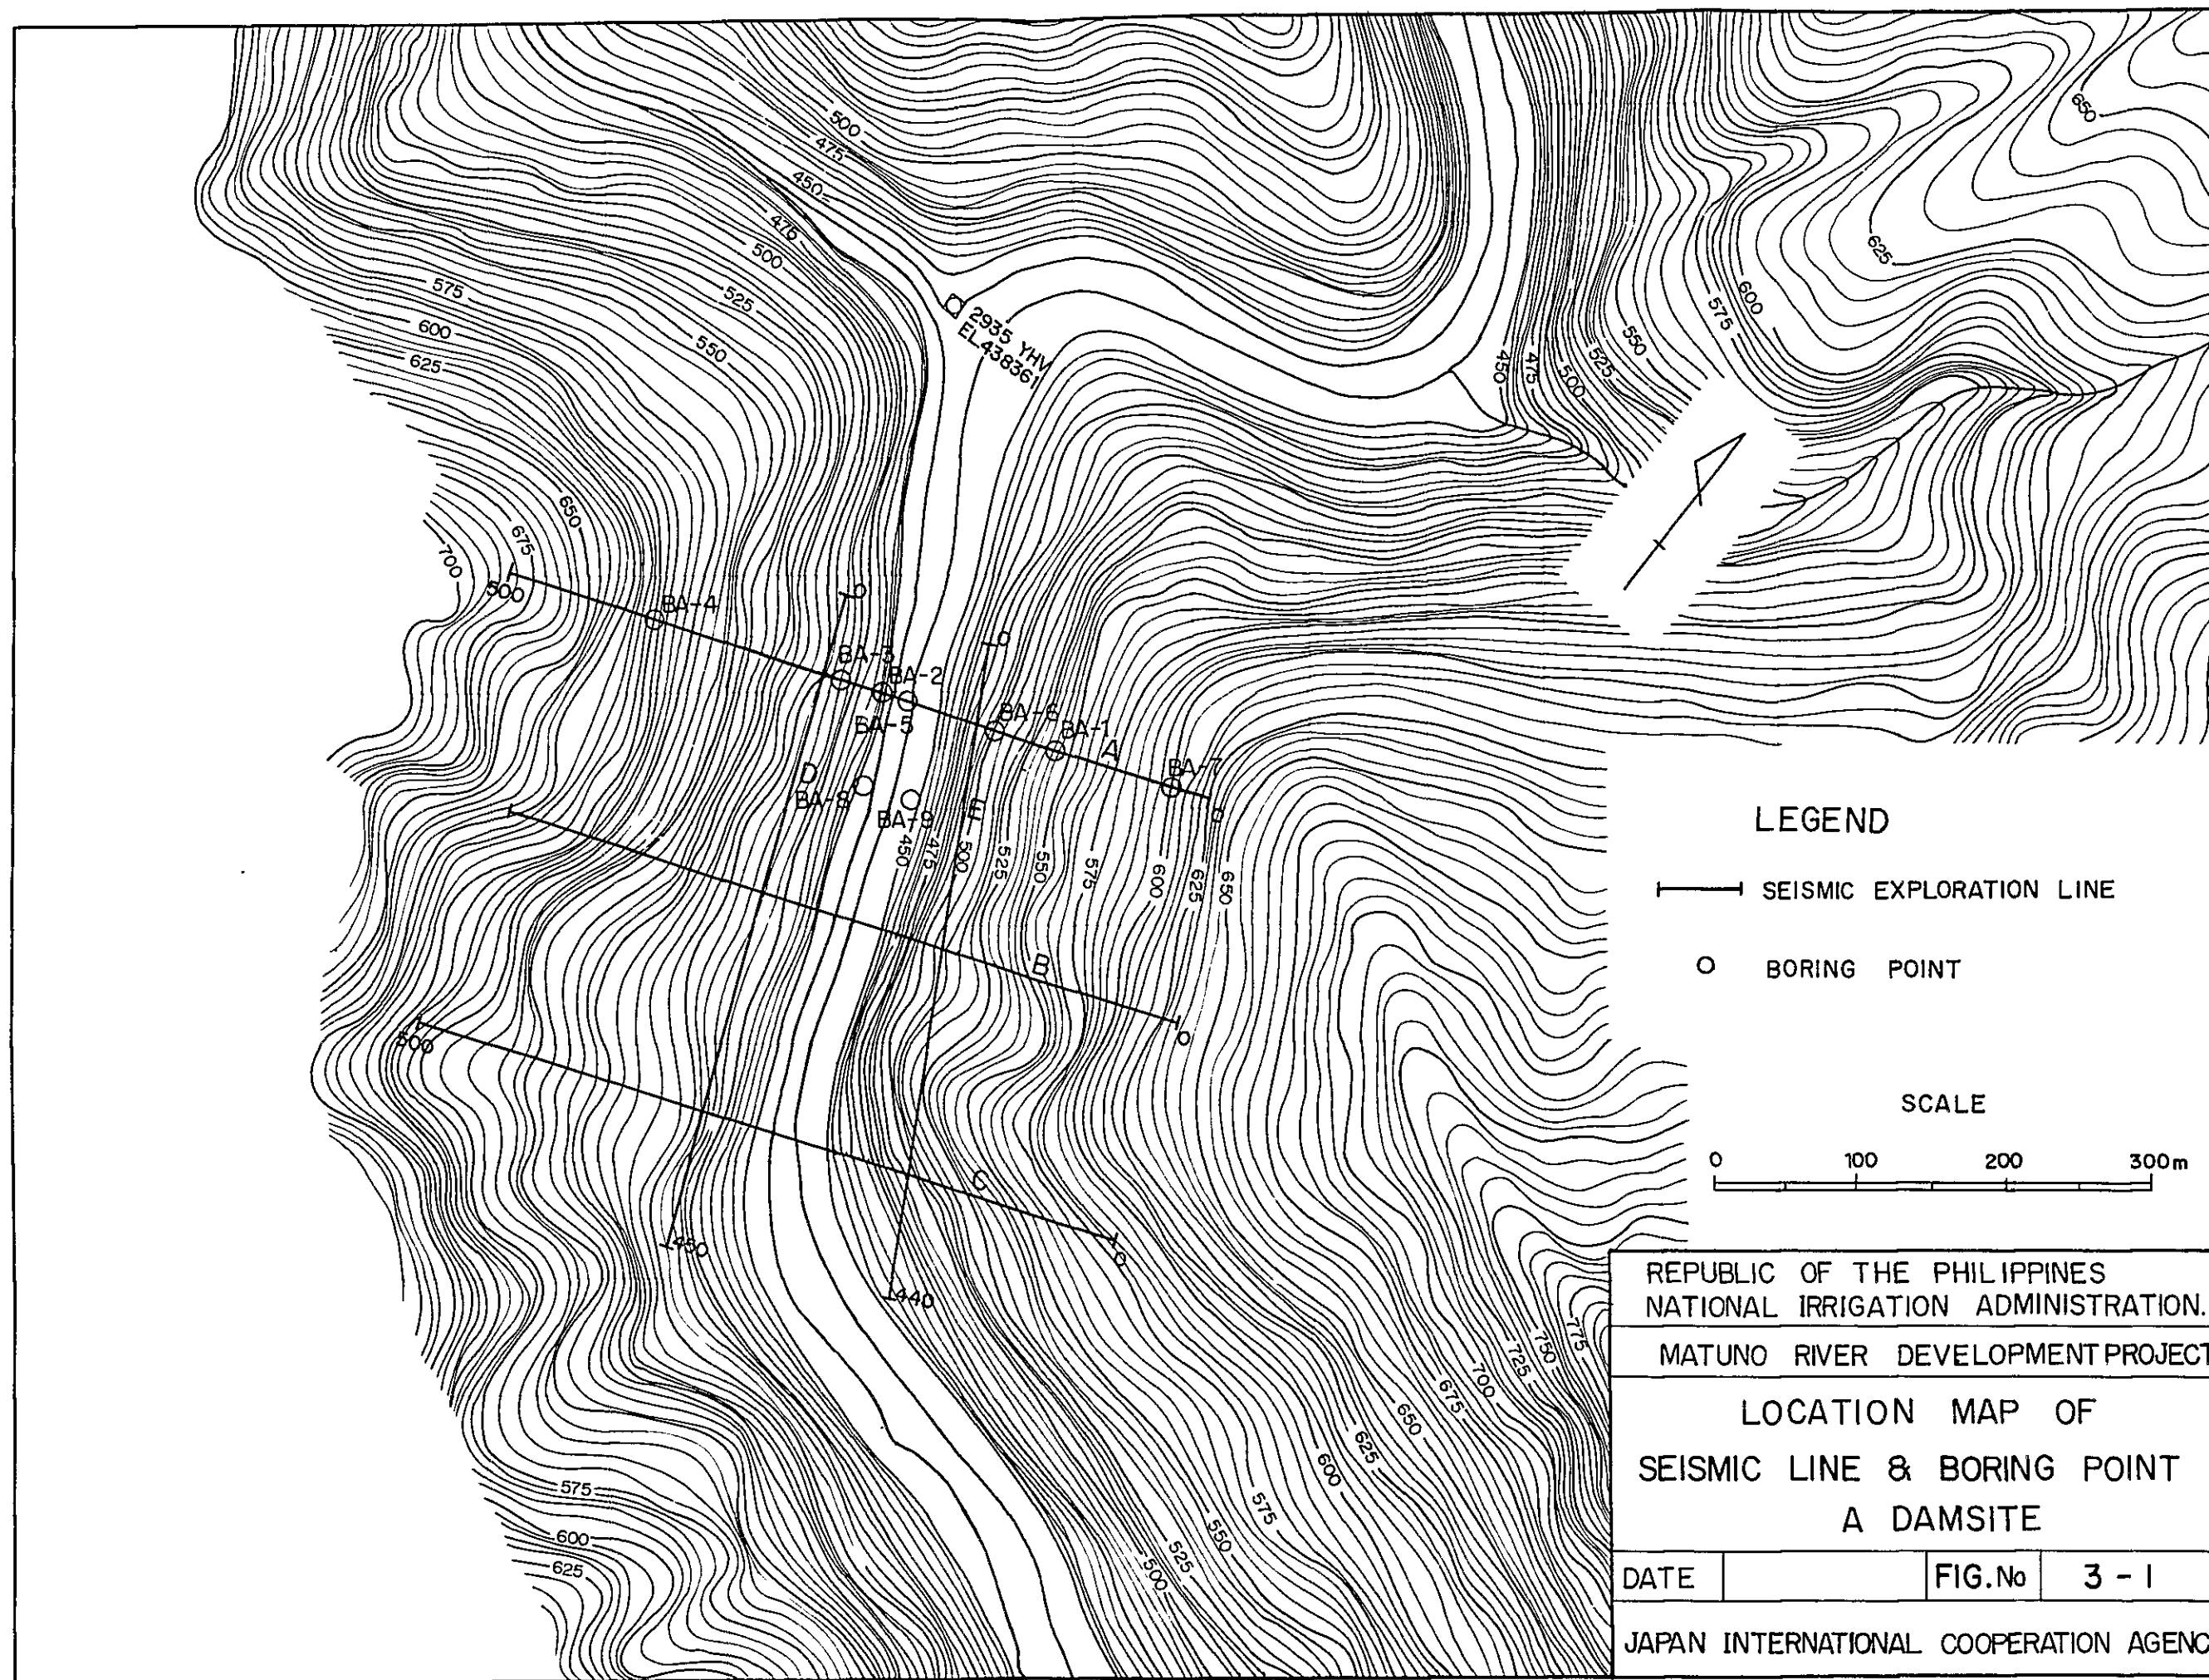 500
475
450
475
500
525
550
575
600
625
650
675
700
2935 YHV
EL438361
650
625
600
575
550
525
500
475
450
500
BA-4
0
BA-3
BA-2
BA-5
0
BA-6
BA-1
A
BA-7
0
D
BA-8
BA-9
E
450
475
500
525
550
575
600
625
650
B
0
500
C
0
450
440
775
750
725
700
675
650
625
600
575
550
525
500
575
600
625
LEGEND
SEISMIC EXPLORATION LINE
BORING POINT
SCALE
0 100 200 300m
REPUBLIC OF THE PHILIPPINES
NATIONAL IRRIGATION ADMINISTRATION.
MATUNO RIVER DEVELOPMENT PROJECT
LOCATION MAP OF
SEISMIC LINE & BORING POINT
A DAMSITE
DATE FIG.No 3-1
JAPAN INTERNATIONAL COOPERATION AGENC